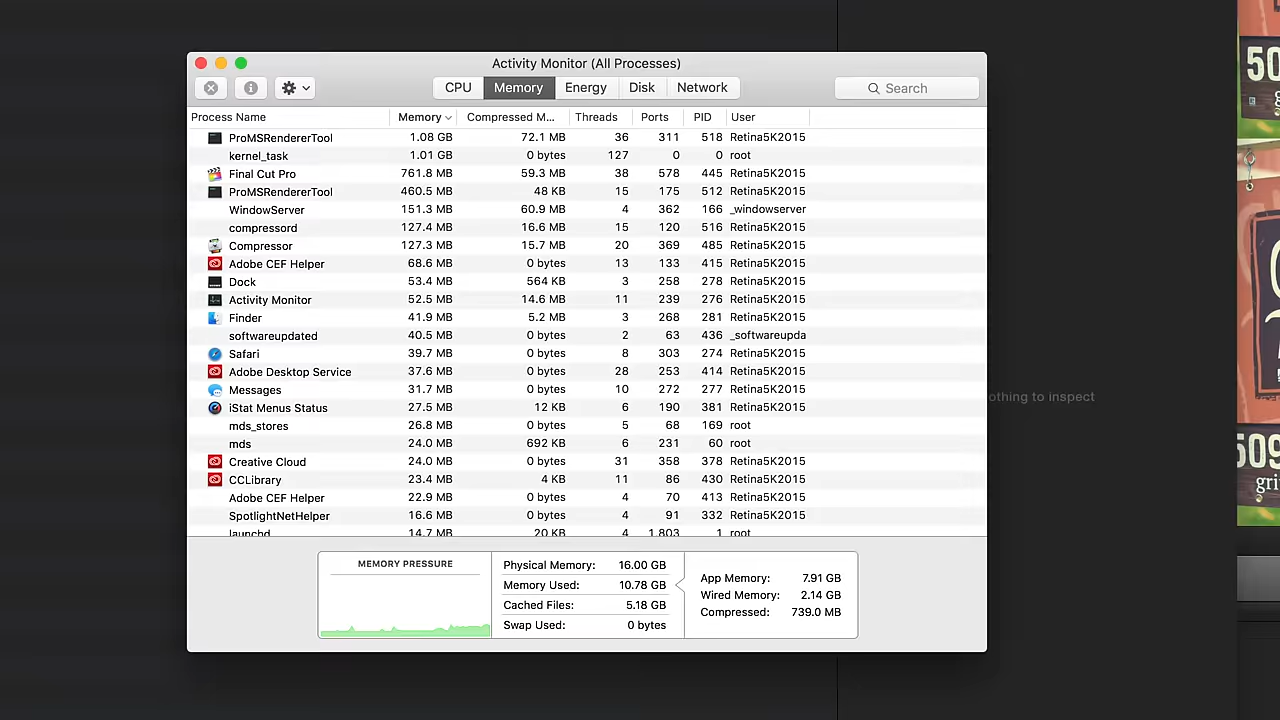 Activity Monitor (All Processes)
CPU Memory Energy Disk Network Search
Process Name Memory Compressed M... Threads Ports PID User
ProMSRendererTool 1.08 GB 72.1 MB 36 311 518 Retina5K2015
kernel_task 1.01 GB 0 bytes 127 0 0 root
Final Cut Pro 761.8 MB 59.3 MB 38 578 445 Retina5K2015
ProMSRendererTool 460.5 MB 48 KB 15 175 512 Retina5K2015
WindowServer 151.3 MB 60.9 MB 4 362 166 _windowserver
compressord 127.4 MB 16.6 MB 15 120 516 Retina5K2015
Compressor 127.3 MB 15.7 MB 20 369 485 Retina5K2015
Adobe CEF Helper 68.6 MB 0 bytes 13 133 415 Retina5K2015
Dock 53.4 MB 564 KB 3 258 278 Retina5K2015
Activity Monitor 52.5 MB 14.6 MB 11 239 276 Retina5K2015
Finder 41.9 MB 5.2 MB 3 268 281 Retina5K2015
softwareupdated 40.5 MB 0 bytes 2 63 436 _softwareupda
Safari 39.7 MB 0 bytes 8 303 274 Retina5K2015
Adobe Desktop Service 37.6 MB 0 bytes 28 253 414 Retina5K2015
Messages 31.7 MB 0 bytes 10 272 277 Retina5K2015
iStat Menus Status 27.5 MB 12 KB 6 190 381 Retina5K2015
mds_stores 26.8 MB 0 bytes 5 68 169 root
mds 24.0 MB 692 KB 6 231 60 root
Creative Cloud 24.0 MB 0 bytes 31 358 378 Retina5K2015
CCLibrary 23.4 MB 4 KB 11 86 430 Retina5K2015
Adobe CEF Helper 22.9 MB 0 bytes 4 70 413 Retina5K2015
SpotlightNetHelper 16.6 MB 0 bytes 4 91 332 Retina5K2015
launchd 14.7 MB 20 KB 4 1,803 1 root
MEMORY PRESSURE
Physical Memory: 16.00 GB
Memory Used: 10.78 GB
Cached Files: 5.18 GB
Swap Used: 0 bytes
App Memory: 7.91 GB
Wired Memory: 2.14 GB
Compressed: 739.0 MB
othing to inspect
50
509
gri